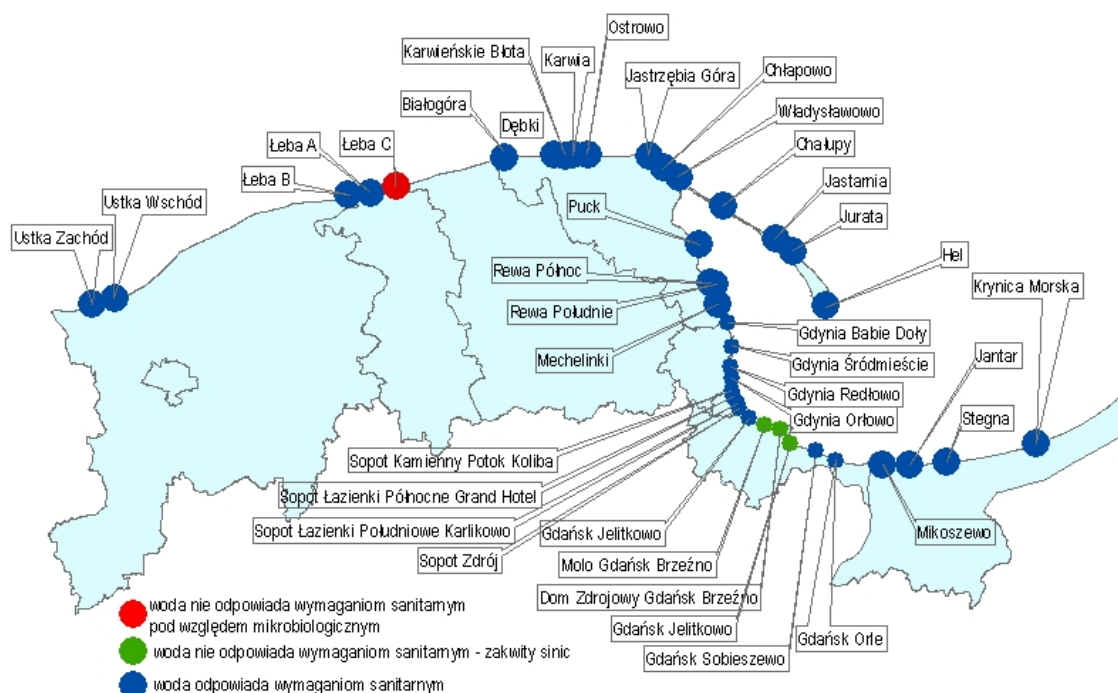 Ostrowo
Karwieńskie Błota
Karwia
Jastrzębia Góra
Chłapowo
Białogóra
Dębki
Władysławowo
Łeba A
Łeba C
Chałupy
Łeba B
Jastarnia
Ustka Wschód
Puck
Jurata
Ustka Zachód
Hel
Rewa Północ
Krynica Morska
Rewa Południe
Gdynia Babie Doły
Mechelinki
Gdynia Śródmieście
Jantar
Gdynia Redłowo
Stegna
Gdynia Orłowo
Sopot Kamienny Potok Koliba
Sopot Łazienki Północne Grand Hotel
Sopot Łazienki Południowe Karlikowo
Gdańsk Jelitkowo
Mikoszewo
Sopot Zdrój
Molo Gdańsk Brzeźno
Dom Zdrojowy Gdańsk Brzeźno
Gdańsk Jelitkowo
Gdańsk Orle
Gdańsk Sobieszewo
woda nie odpowiada wymaganiom sanitarnym
pod względem mikrobiologicznym
woda nie odpowiada wymaganiom sanitarnym - zakwity sinic
woda odpowiada wymaganiom sanitarnym